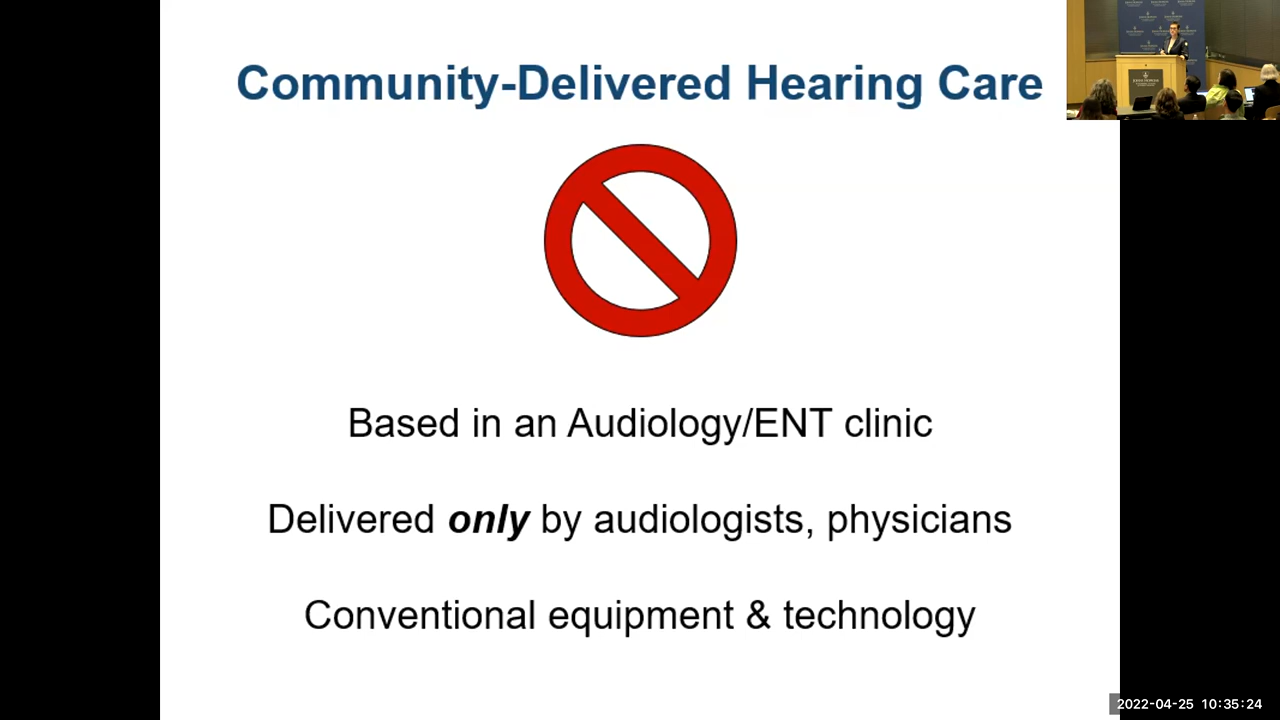 Community-Delivered Hearing Care
Based in an Audiology/ENT clinic
Delivered only by audiologists, physicians
Conventional equipment & technology
2022-04-25 10:35:24